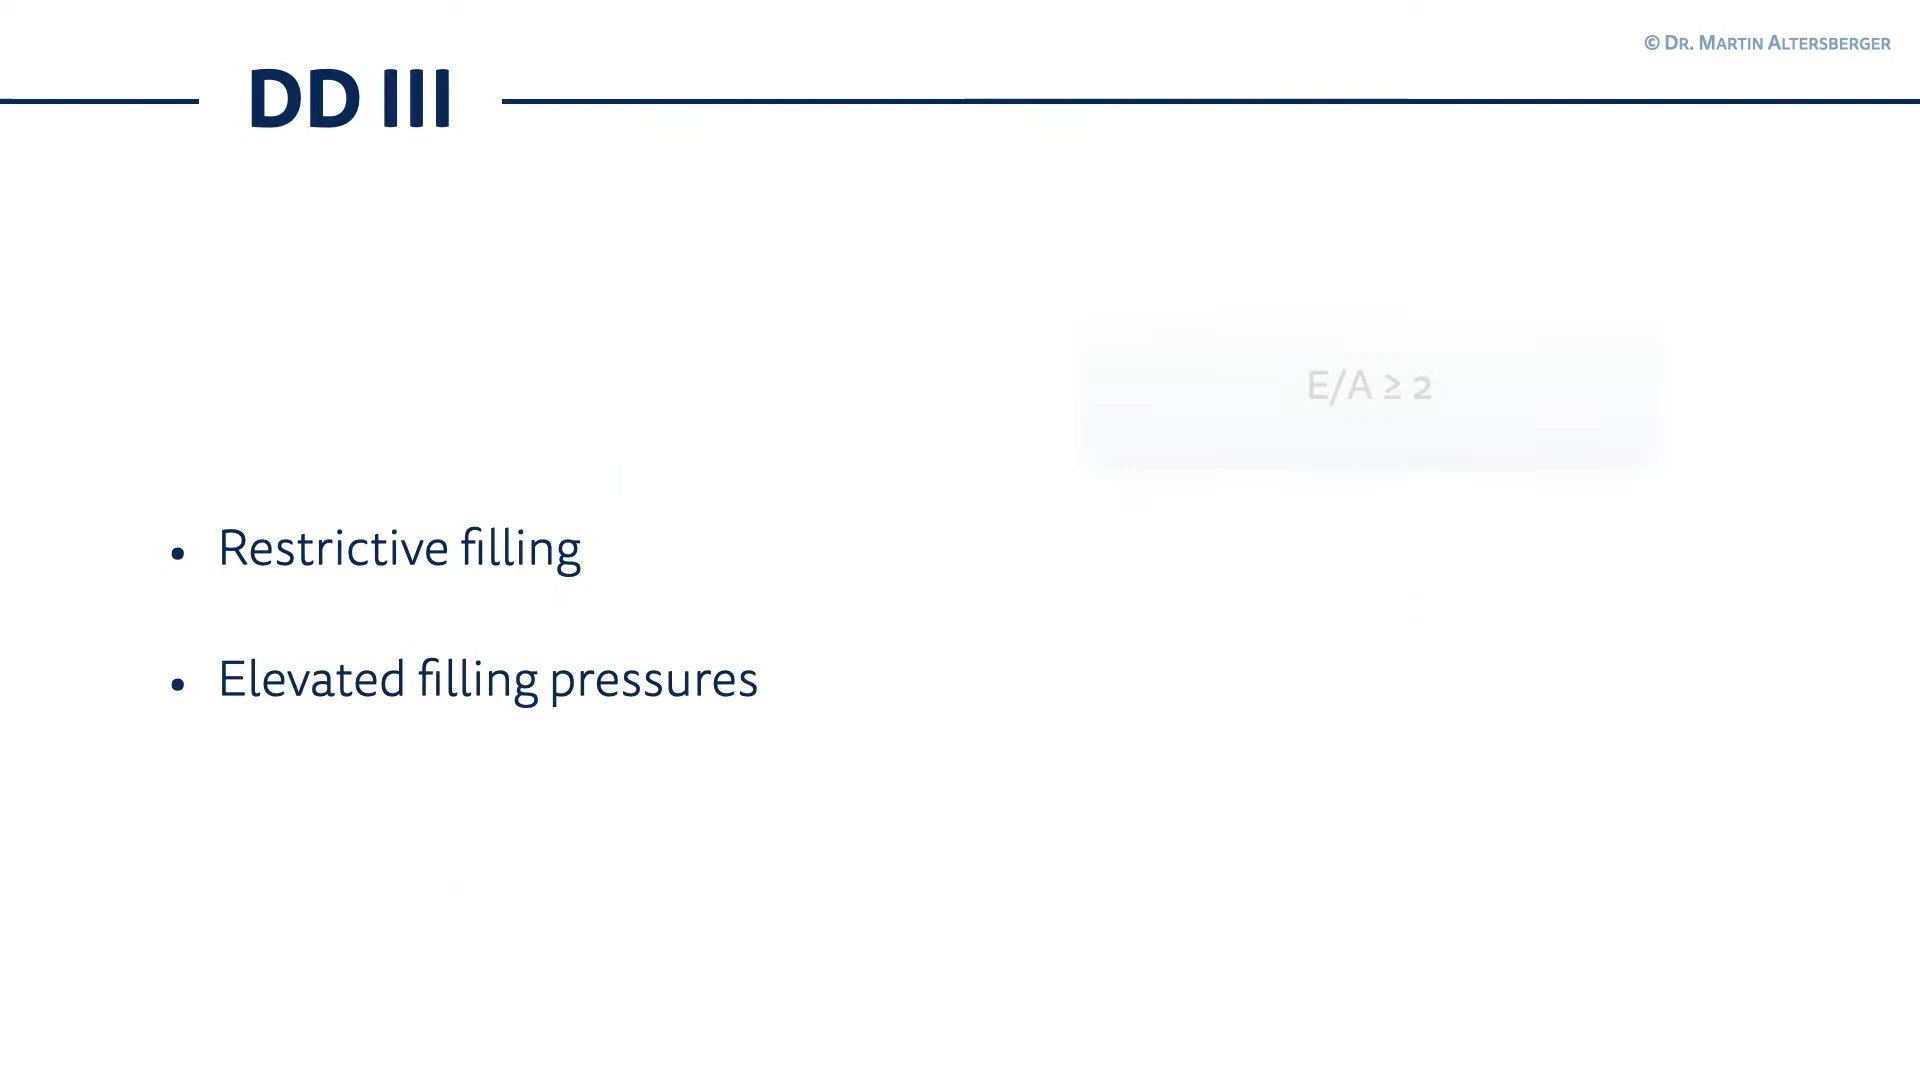 © DR. MARTIN ALTERSBERGER
DD III
E/A ≥ 2
• Restrictive filling
• Elevated filling pressures